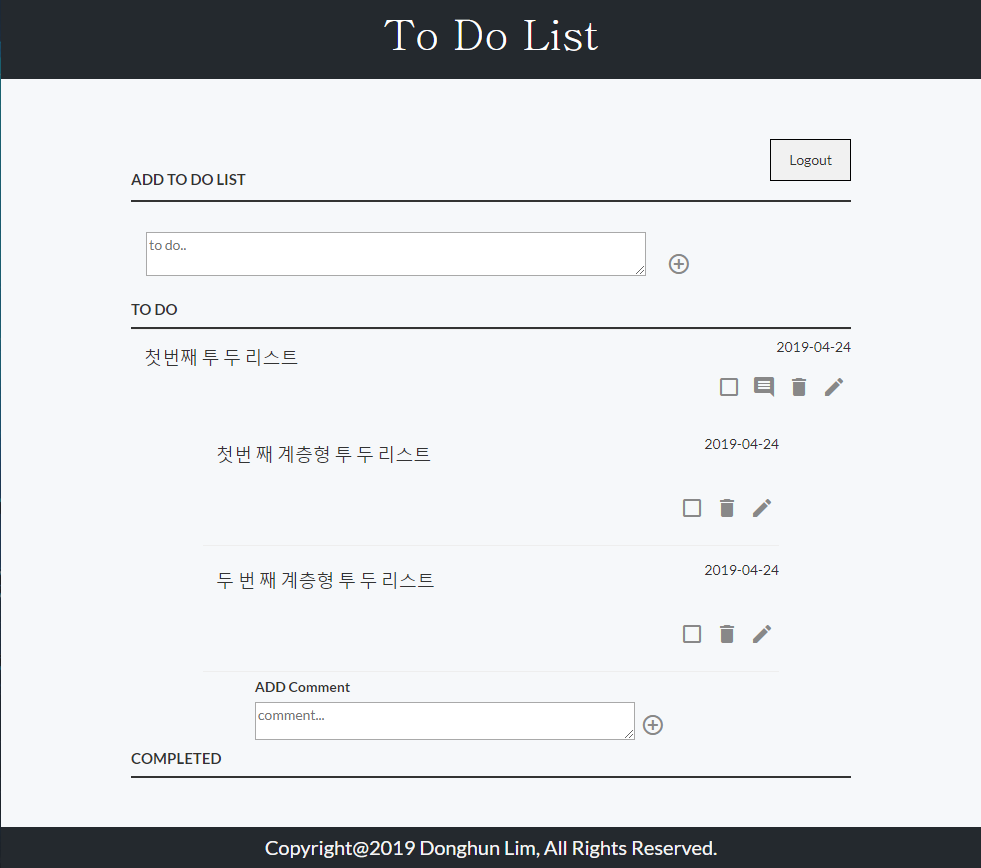 To Do List
Logout
ADD TO DO LIST
to do..
TO DO
첫번째 투 두 리스트
2019-04-24
첫번 째 계층형 투 두 리스트
2019-04-24
두 번 째 계층형 투 두 리스트
2019-04-24
ADD Comment
comment...
COMPLETED
Copyright@2019 Donghun Lim, All Rights Reserved.